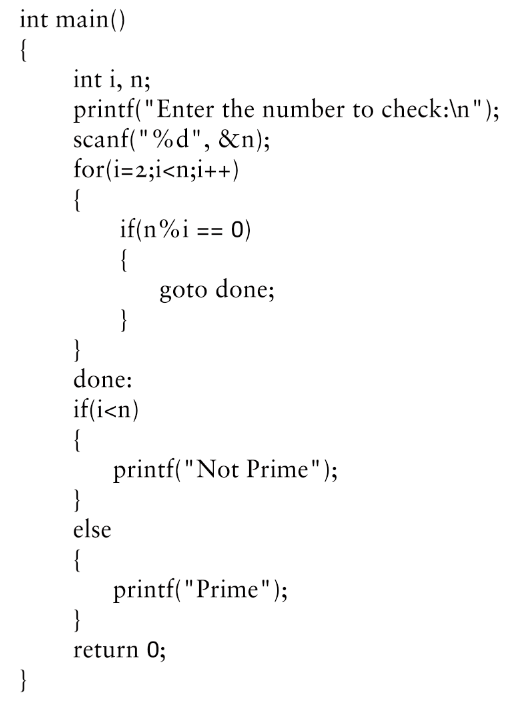 int main()
{
int i, n;
printf("Enter the number to check:\n");
scanf("%d", &n);
for(i=2;i<n;i++)
{
if(n%i == 0)
{
goto done;
}
}
done:
if(i<n)
{
printf("Not Prime");
}
else
{
printf("Prime");
}
return 0;
}